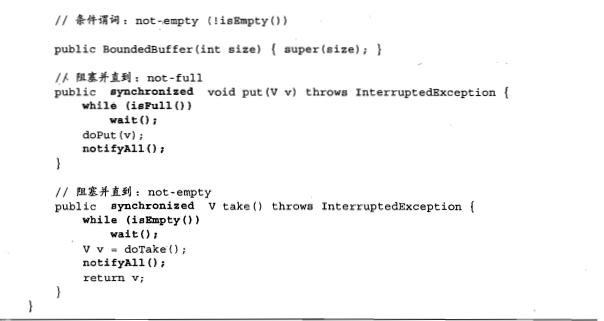 // 条件谓词：not-empty (!isEmpty())
public BoundedBuffer(int size) { super(size); }
// 阻塞并直到：not-full
public synchronized void put(V v) throws InterruptedException {
while (isFull())
wait();
doPut(v);
notifyAll();
}
// 阻塞并直到：not-empty
public synchronized V take() throws InterruptedException {
while (isEmpty())
wait();
V v = doTake();
notifyAll();
return v;
}
}